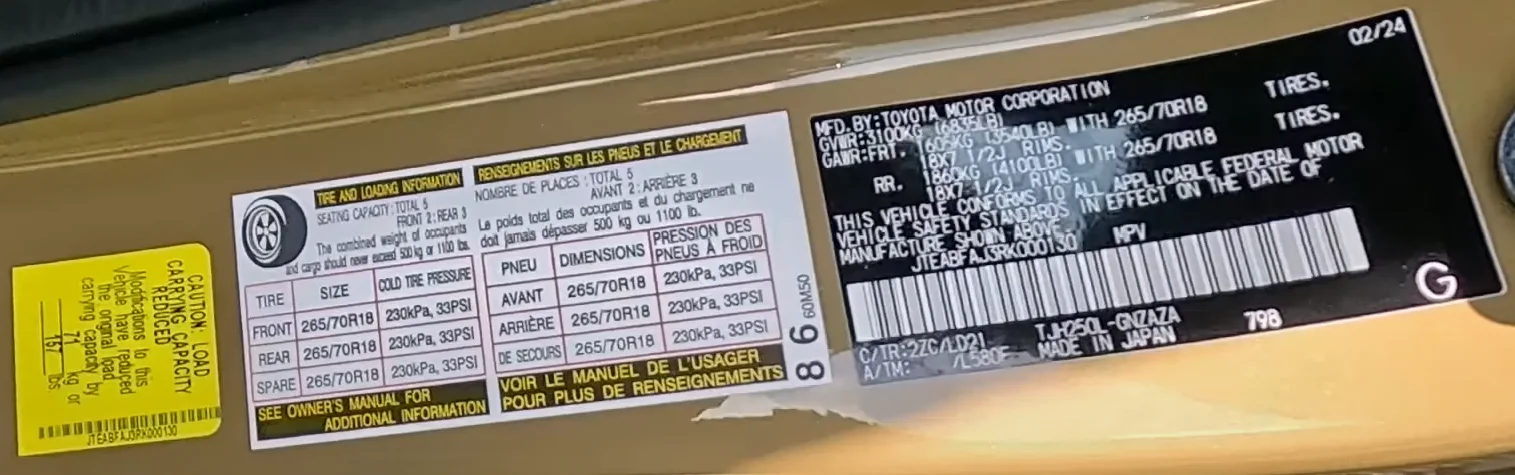 CAUTION: LOAD
CARRYING CAPACITY
REDUCED
Modifications to this
Vehicle have reduced
the original load
carrying capacity by
71 kg or
157 lbs.
JTEABFAJ3RK000130
TIRE AND LOADING INFORMATION
SEATING CAPACITY: TOTAL 5
FRONT 2: REAR 3
The combined weight of occupants
and cargo should never exceed 500 kg or 1100 lbs.
TIRE SIZE COLD TIRE PRESSURE
FRONT 265/70R18 230kPa, 33PSI
REAR 265/70R18 230kPa, 33PSI
SPARE 265/70R18 230kPa, 33PSI
SEE OWNER'S MANUAL FOR
ADDITIONAL INFORMATION
RENSEIGNEMENTS SUR LES PNEUS ET LE CHARGEMENT
NOMBRE DE PLACES : TOTAL 5
AVANT 2 : ARRIÈRE 3
Le poids total des occupants et du chargement ne
doit jamais dépasser 500 kg ou 1100 lb.
PNEU DIMENSIONS PRESSION DES
PNEUS À FROID
AVANT 265/70R18 230kPa, 33PSI
ARRIÈRE 265/70R18 230kPa, 33PSI
DE SECOURS 265/70R18 230kPa, 33PSI
VOIR LE MANUEL DE L'USAGER
POUR PLUS DE RENSEIGNEMENTS
8 6 60M50
02/24
MFD.BY:TOYOTA MOTOR CORPORATION
GVWR:3100KG (6835LB)
GAWR:FRT. 1605KG (3540LB) WITH 265/70R18 TIRES.
18X7 1/2J RIMS.
RR. 1860KG (4100LB) WITH 265/70R18 TIRES.
18X7 1/2J RIMS.
THIS VEHICLE CONFORMS TO ALL APPLICABLE FEDERAL MOTOR
VEHICLE SAFETY STANDARDS IN EFFECT ON THE DATE OF
MANUFACTURE SHOWN ABOVE.
JTEABFAJ3RK000130 MPV
G
C/TR:2ZC/LD21 TJH250L-GNZAZA 798
A/TM: /L580F MADE IN JAPAN